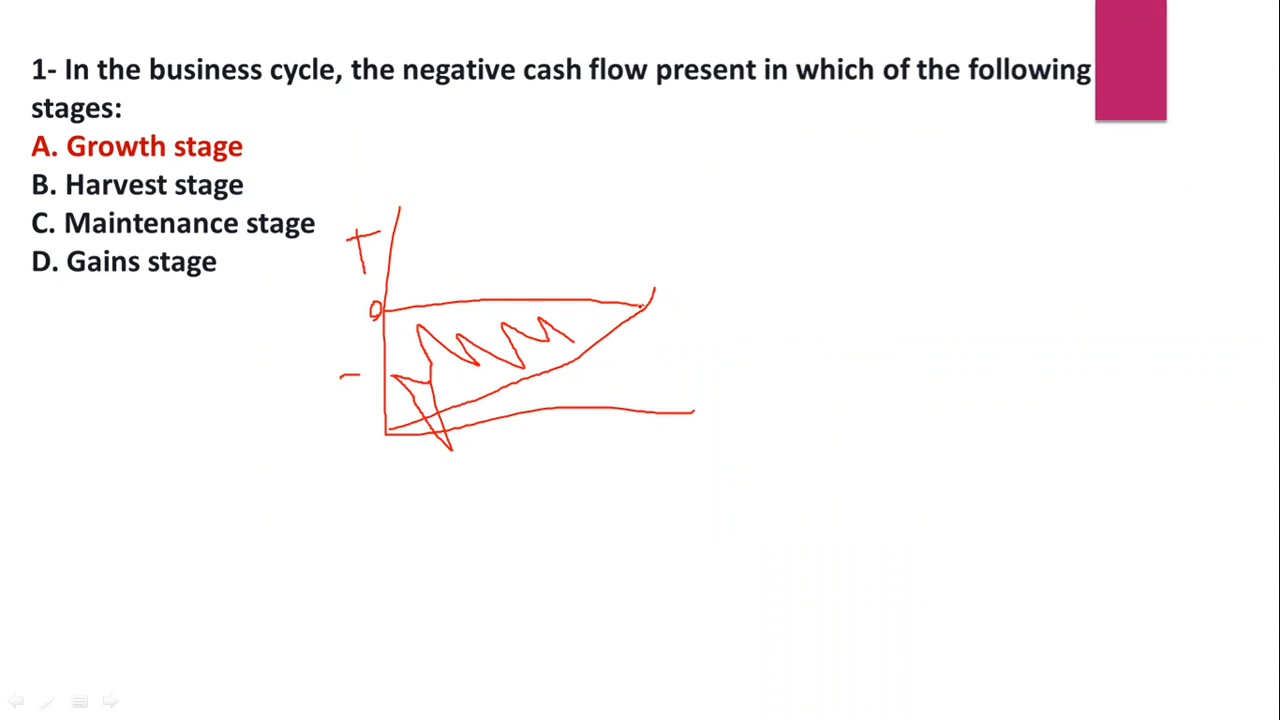 1- In the business cycle, the negative cash flow present in which of the following
stages:
A. Growth stage
B. Harvest stage
C. Maintenance stage
D. Gains stage
T
0
-